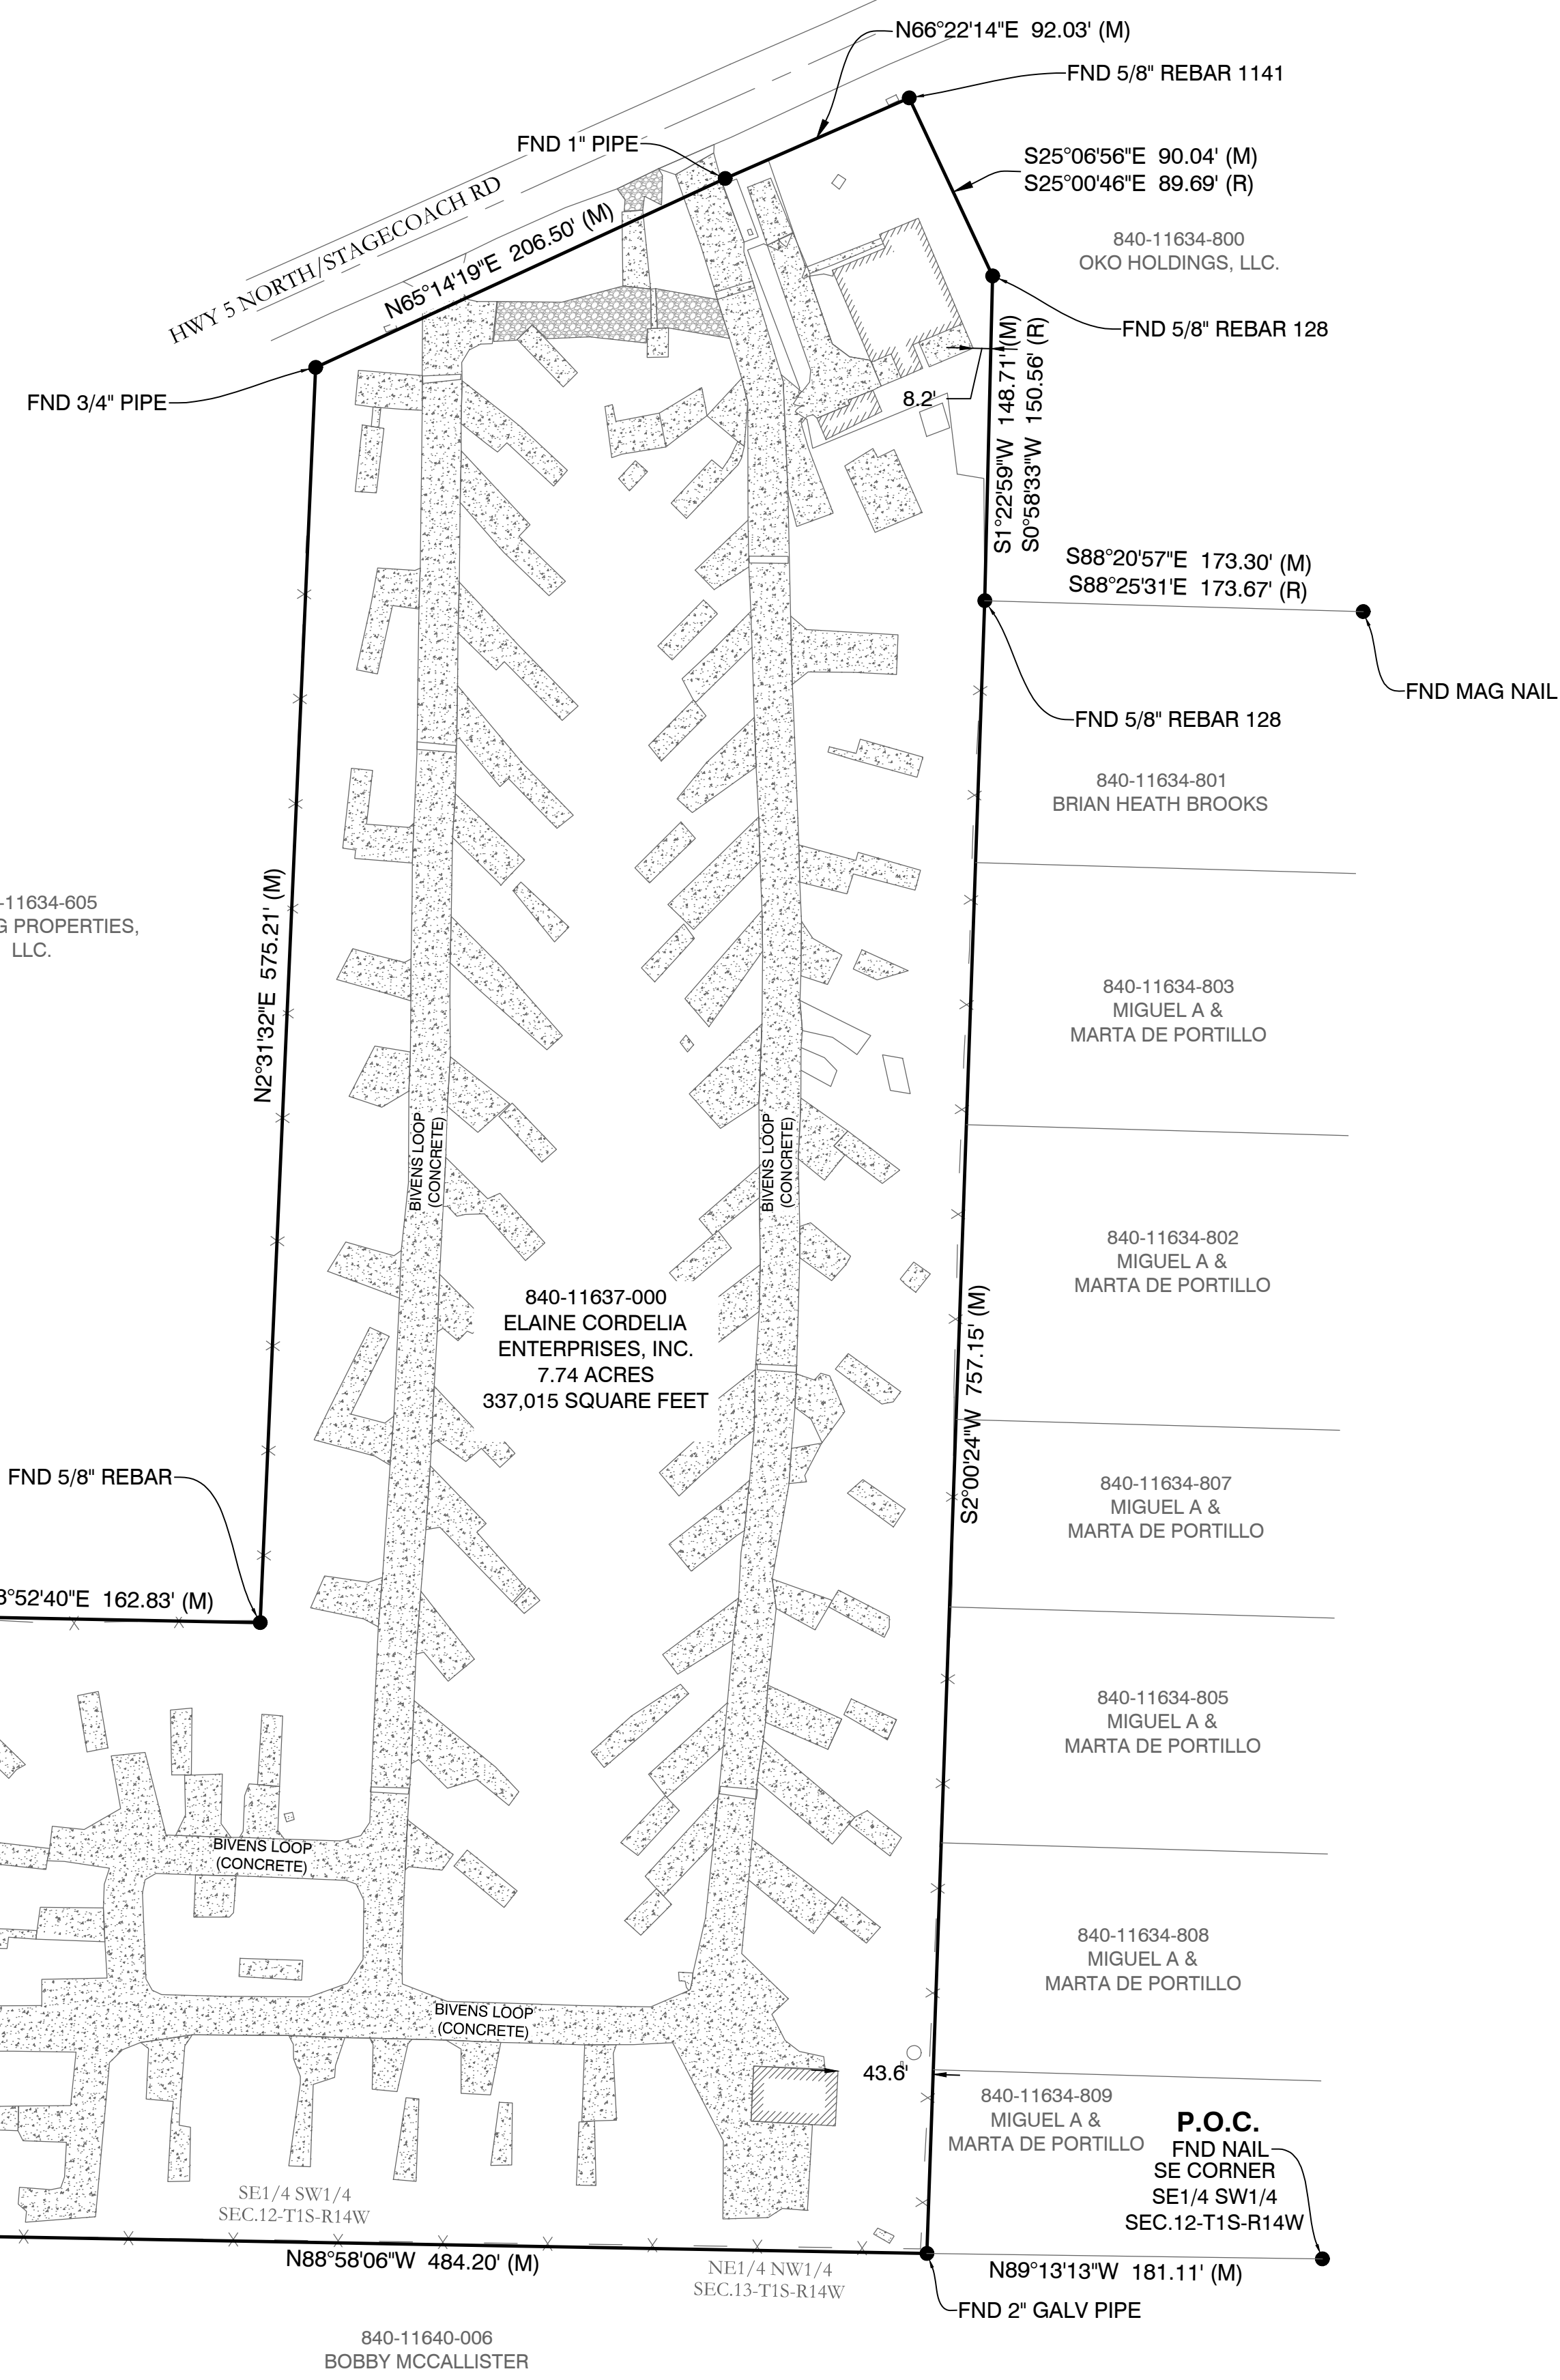 N66°22'14"E 92.03' (M)
FND 5/8" REBAR 1141
FND 1" PIPE
S25°06'56"E 90.04' (M)
S25°00'46"E 89.69' (R)
HWY 5 NORTH/STAGECOACH RD
N65°14'19"E 206.50' (M)
840-11634-800
OKO HOLDINGS, LLC.
FND 5/8" REBAR 128
FND 3/4" PIPE
8.2'
S1°22'59"W 148.71' (M)
S0°58'33"W 150.56' (R)
S88°20'57"E 173.30' (M)
S88°25'31"E 173.67' (R)
FND MAG NAIL
FND 5/8" REBAR 128
840-11634-801
BRIAN HEATH BROOKS
-11634-605
G PROPERTIES,
LLC.
N2°31'32"E 575.21' (M)
840-11634-803
MIGUEL A &
MARTA DE PORTILLO
BIVENS LOOP
(CONCRETE)
BIVENS LOOP
(CONCRETE)
840-11634-802
MIGUEL A &
MARTA DE PORTILLO
840-11637-000
ELAINE CORDELIA
ENTERPRISES, INC.
7.74 ACRES
337,015 SQUARE FEET
S2°00'24"W 757.15' (M)
FND 5/8" REBAR
840-11634-807
MIGUEL A &
MARTA DE PORTILLO
°52'40"E 162.83' (M)
840-11634-805
MIGUEL A &
MARTA DE PORTILLO
BIVENS LOOP
(CONCRETE)
840-11634-808
MIGUEL A &
MARTA DE PORTILLO
BIVENS LOOP
(CONCRETE)
43.6'
840-11634-809
MIGUEL A &
MARTA DE PORTILLO
P.O.C.
FND NAIL
SE CORNER
SE1/4 SW1/4
SEC.12-T1S-R14W
SE1/4 SW1/4
SEC.12-T1S-R14W
N88°58'06"W 484.20' (M)
NE1/4 NW1/4
SEC.13-T1S-R14W
N89°13'13"W 181.11' (M)
FND 2" GALV PIPE
840-11640-006
BOBBY MCCALLISTER